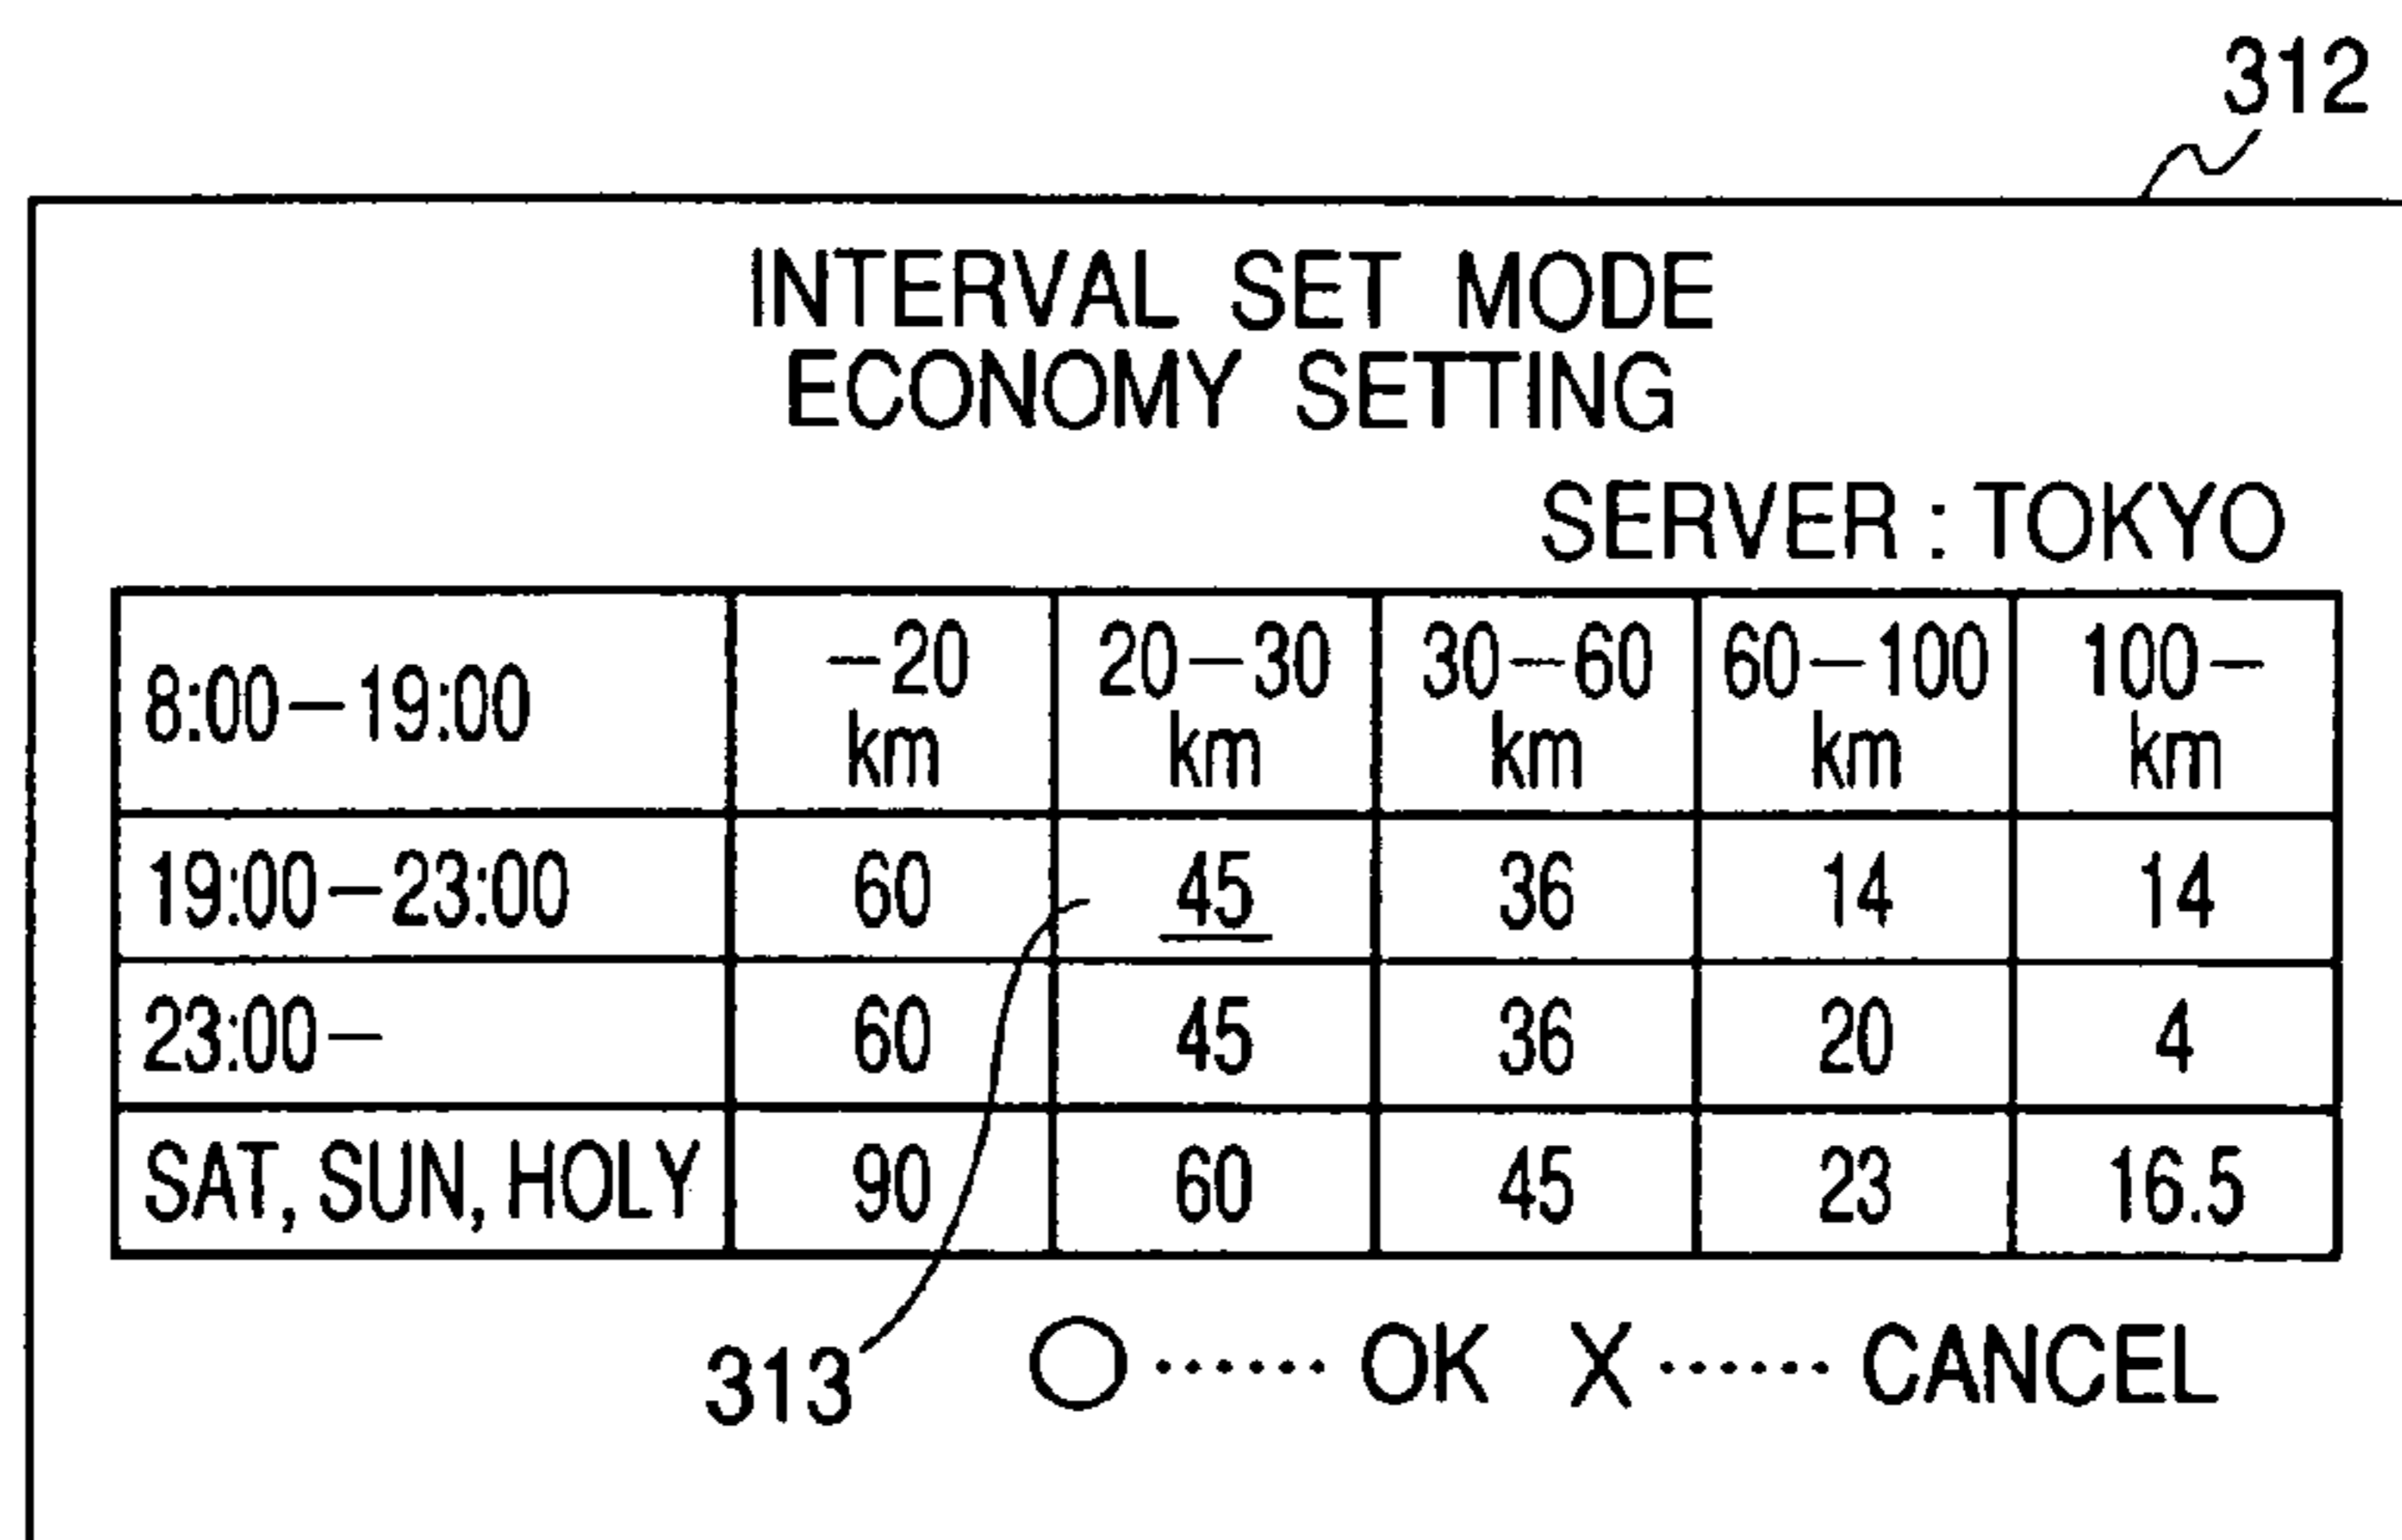 312
INTERVAL SET MODE
ECONOMY SETTING
SERVER : TOKYO
8:00—19:00 —20 km 20—30 km 30—60 km 60—100 km 100— km
19:00—23:00 60 45 36 14 14
23:00— 60 45 36 20 4
SAT, SUN, HOLY 90 60 45 23 16.5
313
○ ······ OK X ······ CANCEL